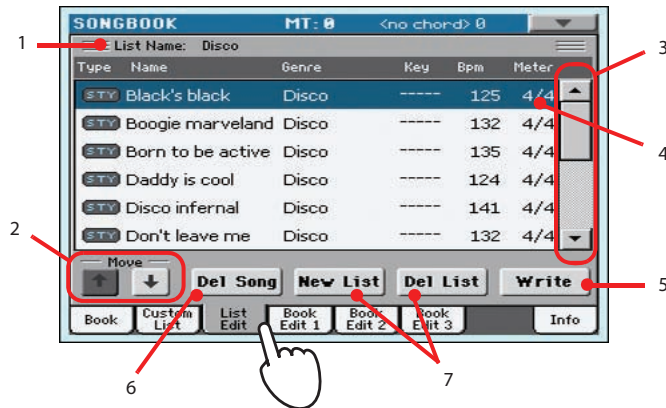 SONGBOOK MT: 0 <no chord> 0
1 List Name: Disco
3
Type Name Genre Key Bpm Meter
STY Black's black Disco ----- 125 4/4
STY Boogie marveland Disco ----- 132 4/4
4
STY Born to be active Disco ----- 135 4/4
STY Daddy is cool Disco ----- 124 4/4
STY Disco infernal Disco ----- 141 4/4
2
STY Don't leave me Disco ----- 132 4/4
Move
Del Song New List Del List Write 5
Book Custom List List Edit Book Edit 1 Book Edit 2 Book Edit 3 Info
6 7